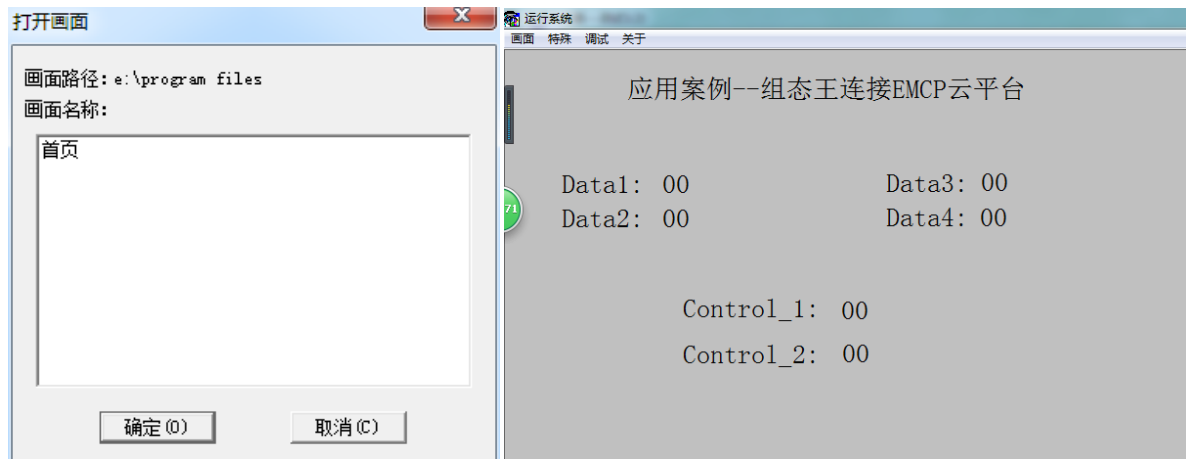 打开画面
画面路径: e:\program files
画面名称:
首页
确定(O)
取消(C)
运行系统
画面 特殊 调试 关于
应用案例--组态王连接EMCP云平台
71
Data1: 00
Data3: 00
Data2: 00
Data4: 00
Control_1: 00
Control_2: 00